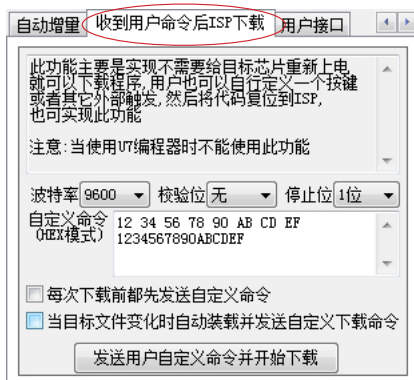 自动增量 收到用户命令后ISP下载 用户接口
此功能主要是实现不需要给目标芯片重新上电
就可以下载程序,用户也可以自行定义一个按键
或者其它外部触发,然后将代码复位到ISP,
也可实现此功能
注意:当使用U7编程器时不能使用此功能
波特率 9600 校验位 无 停止位 1位
自定义命令 12 34 56 78 90 AB CD EF
(HEX模式) 1234567890ABCDEF
每次下载前都先发送自定义命令
当目标文件变化时自动装载并发送自定义下载命令
发送用户自定义命令并开始下载